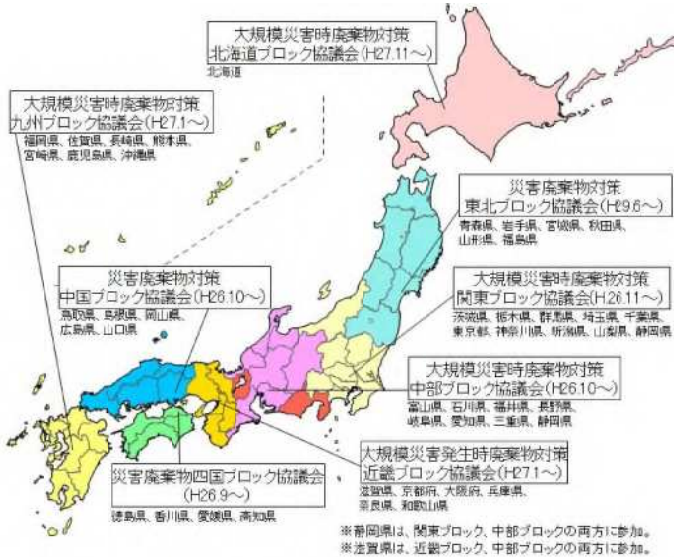 大規模災害時廃棄物対策
北海道ブロック協議会(H27.11～)
北海道
大規模災害時廃棄物対策
九州ブロック協議会(H27.1～)
福岡県、佐賀県、長崎県、熊本県、
宮崎県、鹿児島県、沖縄県
災害廃棄物対策
東北ブロック協議会(H29.6～)
青森県、岩手県、宮城県、秋田県、
山形県、福島県
災害廃棄物対策
中国ブロック協議会(H26.10～)
鳥取県、島根県、岡山県、
広島県、山口県
大規模災害時廃棄物対策
関東ブロック協議会(H.26.11～)
茨城県、栃木県、群馬県、埼玉県、千葉県、
東京都、神奈川県、新潟県、山梨県、静岡県
大規模災害時廃棄物対策
中部ブロック協議会(H26.10～)
富山県、石川県、福井県、長野県、
岐阜県、愛知県、三重県、静岡県
大規模災害発生時廃棄物対策
近畿ブロック協議会(H27.1～)
滋賀県、京都府、大阪府、兵庫県、
奈良県、和歌山県
災害廃棄物四国ブロック協議会
(H26.9～)
徳島県、香川県、愛媛県、高知県
※静岡県は、関東ブロック、中部ブロックの両方に参加。
※滋賀県は、近畿ブロック、中部ブロックの両方に参加。